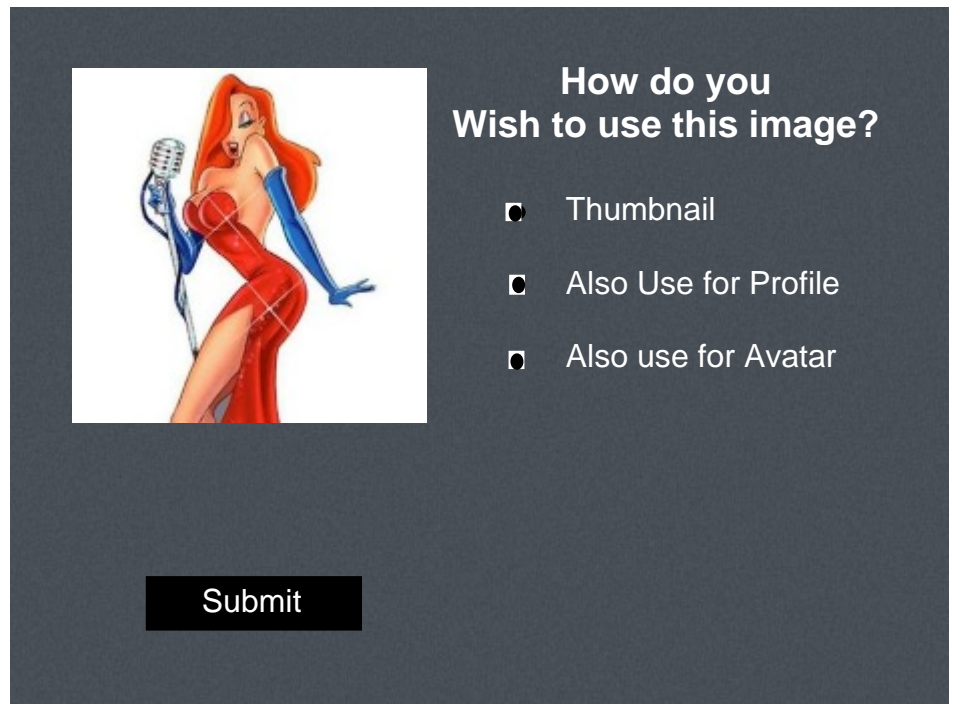 How do you
Wish to use this image?
Thumbnail
Also Use for Profile
Also use for Avatar
Submit